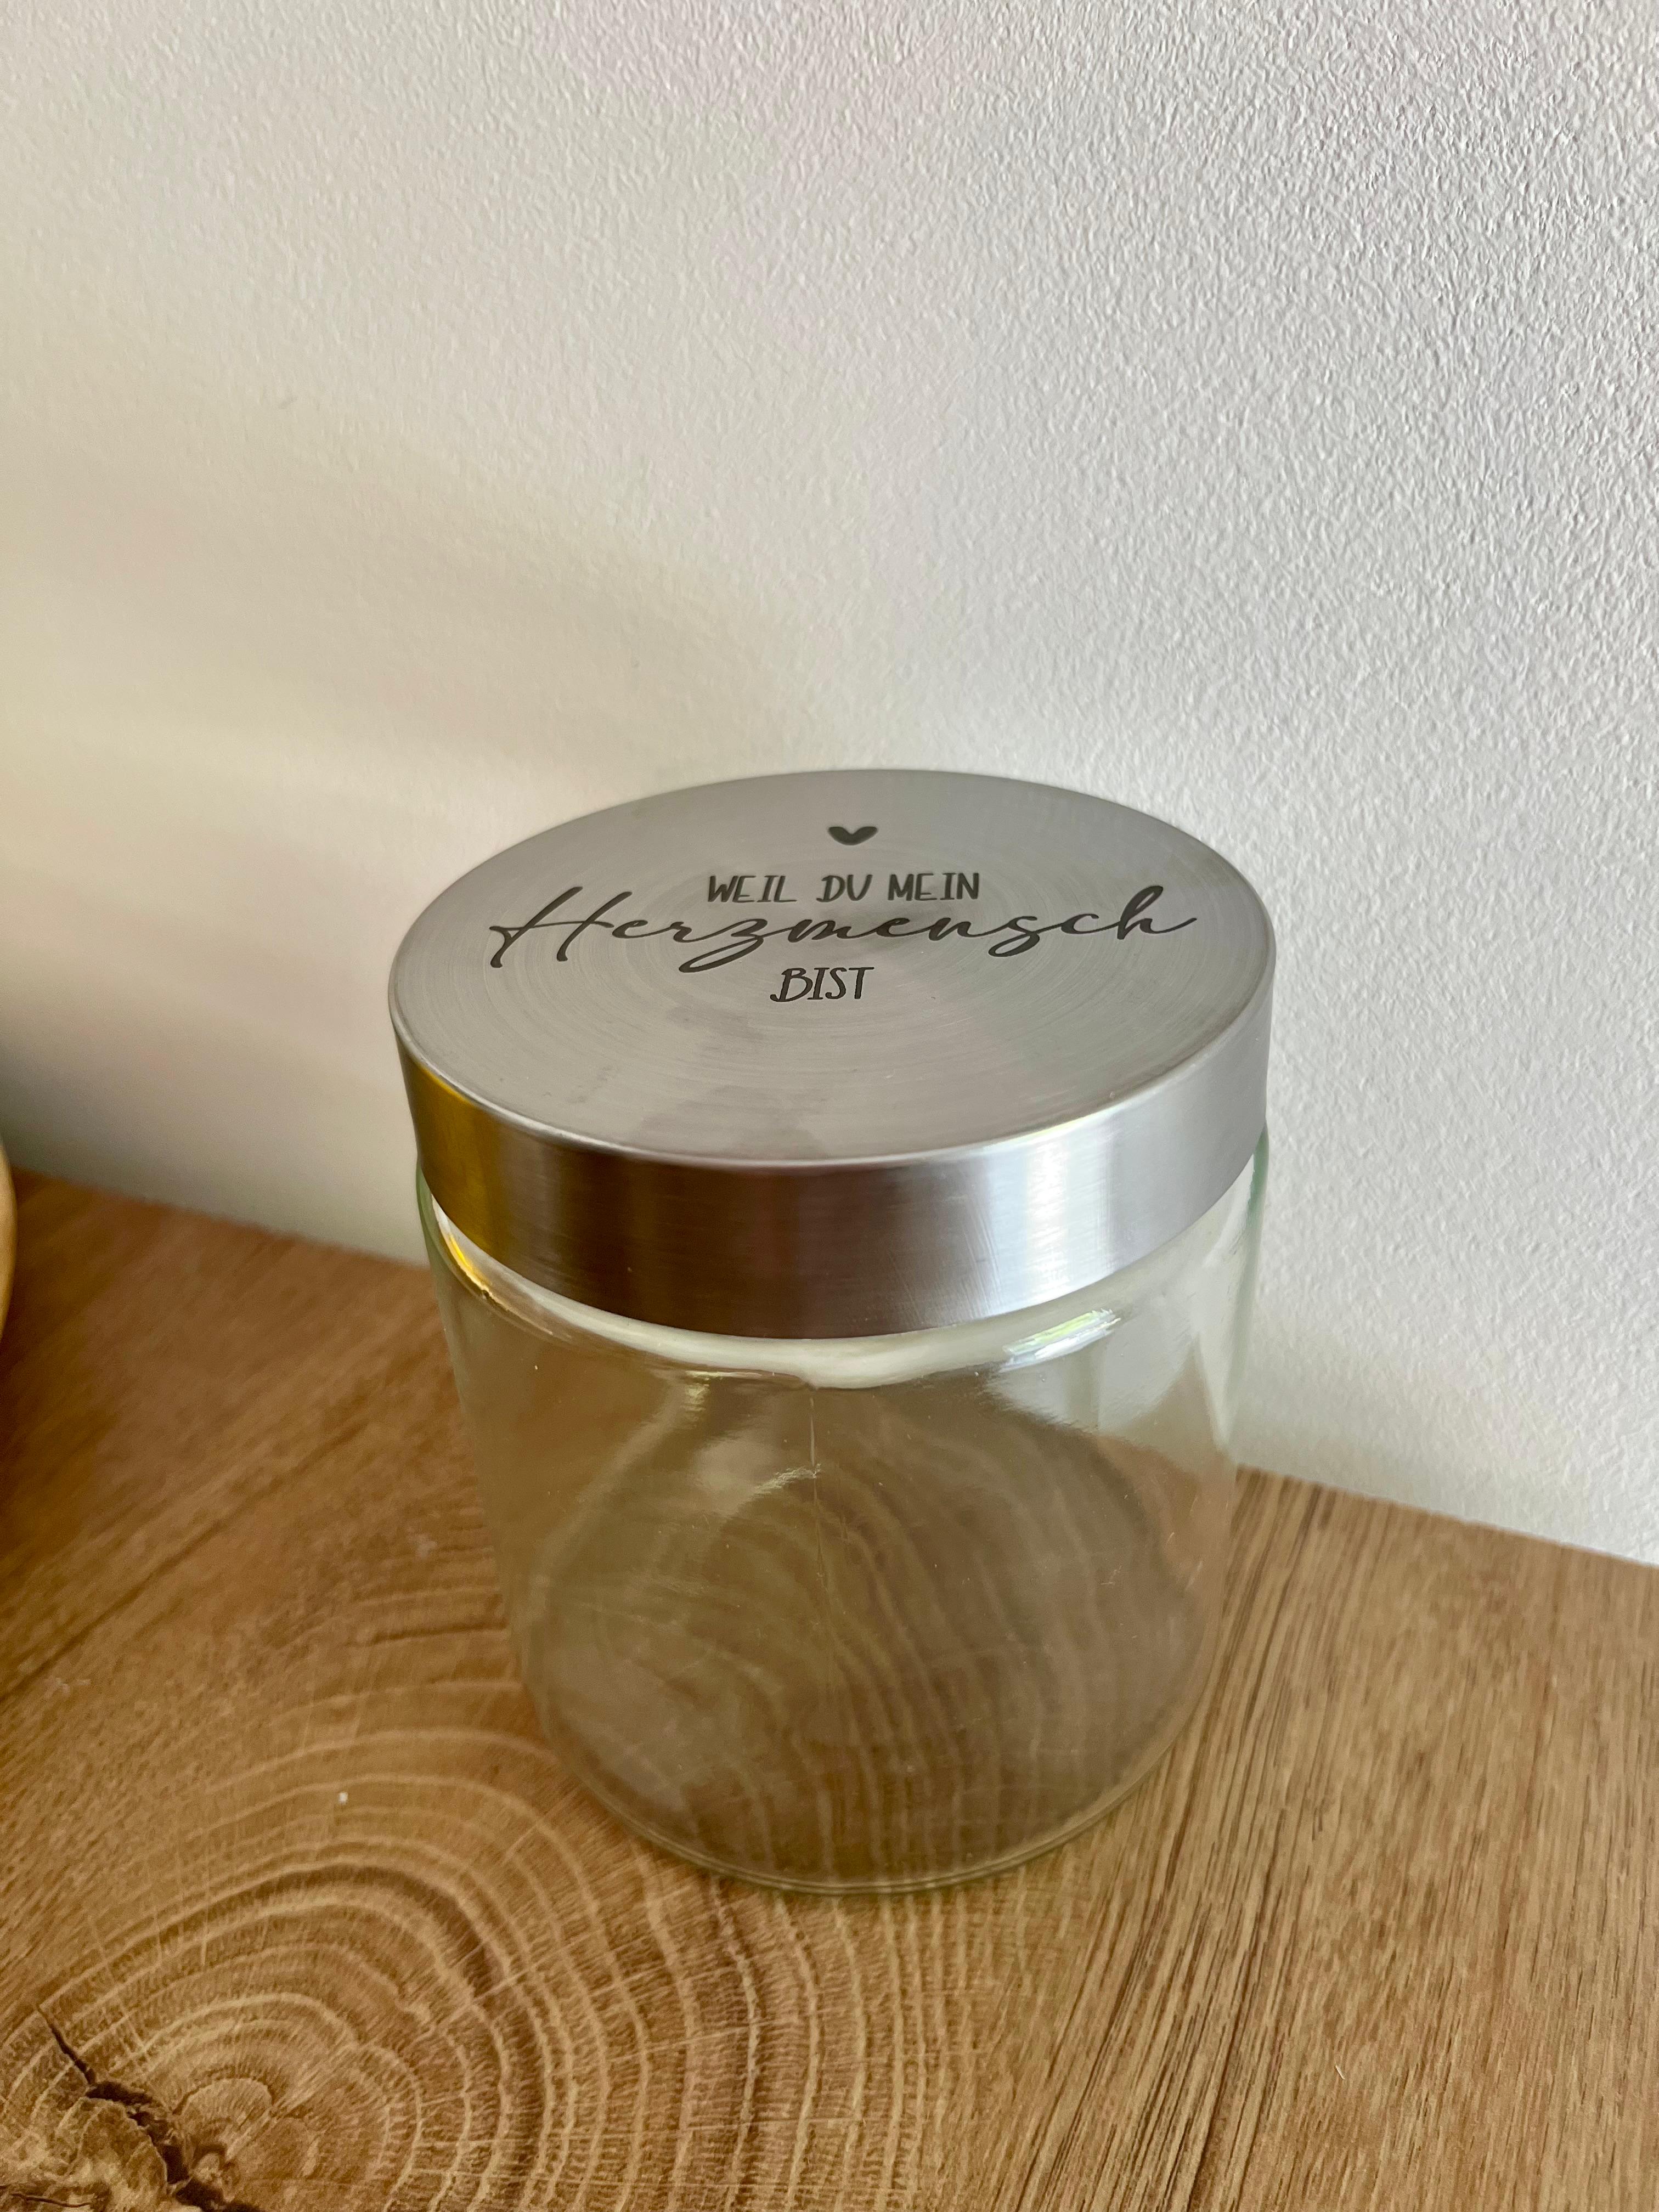 WEIL DU MEIN
Herzmensch
BIST